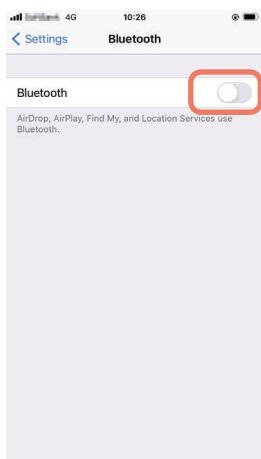 4G 10:26
Settings Bluetooth
Bluetooth
AirDrop, AirPlay, Find My, and Location Services use
Bluetooth.